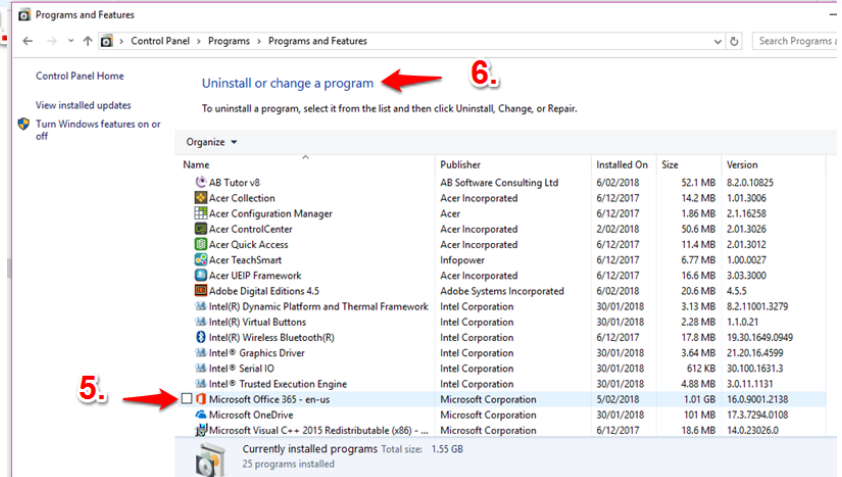 Programs and Features
Control Panel > Programs > Programs and Features
Search Programs a
Control Panel Home
View installed updates
Turn Windows features on or
off
Uninstall or change a program
6.
To uninstall a program, select it from the list and then click Uninstall, Change, or Repair.
Organize
Name Publisher Installed On Size Version
AB Tutor v8 AB Software Consulting Ltd 6/02/2018 52.1 MB 8.2.0.10825
Acer Collection Acer Incorporated 6/12/2017 14.2 MB 1.01.3006
Acer Configuration Manager Acer 6/12/2017 1.86 MB 2.1.16258
Acer ControlCenter Acer Incorporated 2/02/2018 50.6 MB 2.01.3026
Acer Quick Access Acer Incorporated 6/12/2017 11.4 MB 2.01.3012
Acer TeachSmart Infopower 6/12/2017 6.77 MB 1.00.0027
Acer UEIP Framework Acer Incorporated 6/12/2017 16.6 MB 3.03.3000
Adobe Digital Editions 4.5 Adobe Systems Incorporated 6/02/2018 20.6 MB 4.5.5
Intel(R) Dynamic Platform and Thermal Framework Intel Corporation 30/01/2018 3.13 MB 8.2.11001.3279
Intel(R) Virtual Buttons Intel Corporation 30/01/2018 2.28 MB 1.1.0.21
Intel(R) Wireless Bluetooth(R) Intel Corporation 6/12/2017 17.8 MB 19.30.1649.0949
Intel® Graphics Driver Intel Corporation 30/01/2018 3.64 MB 21.20.16.4599
Intel® Serial IO Intel Corporation 30/01/2018 612 KB 30.100.1631.3
Intel® Trusted Execution Engine Intel Corporation 30/01/2018 4.88 MB 3.0.11.1131
5.
Microsoft Office 365 - en-us Microsoft Corporation 5/02/2018 1.01 GB 16.0.9001.2138
Microsoft OneDrive Microsoft Corporation 30/01/2018 101 MB 17.3.7294.0108
Microsoft Visual C++ 2015 Redistributable (x86) - ... Microsoft Corporation 6/12/2017 18.6 MB 14.0.23026.0
Currently installed programs Total size: 1.55 GB
25 programs installed